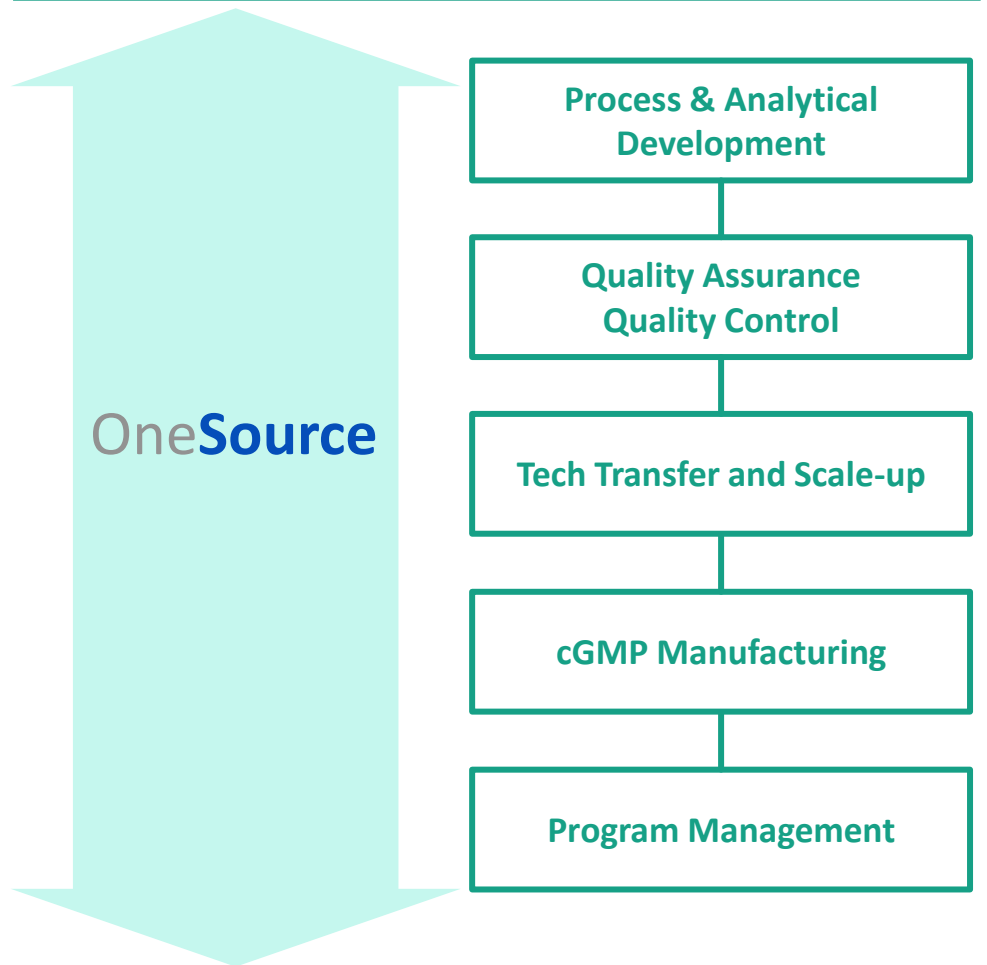 Process & Analytical
Development
Quality Assurance
Quality Control
OneSource
Tech Transfer and Scale-up
cGMP Manufacturing
Program Management